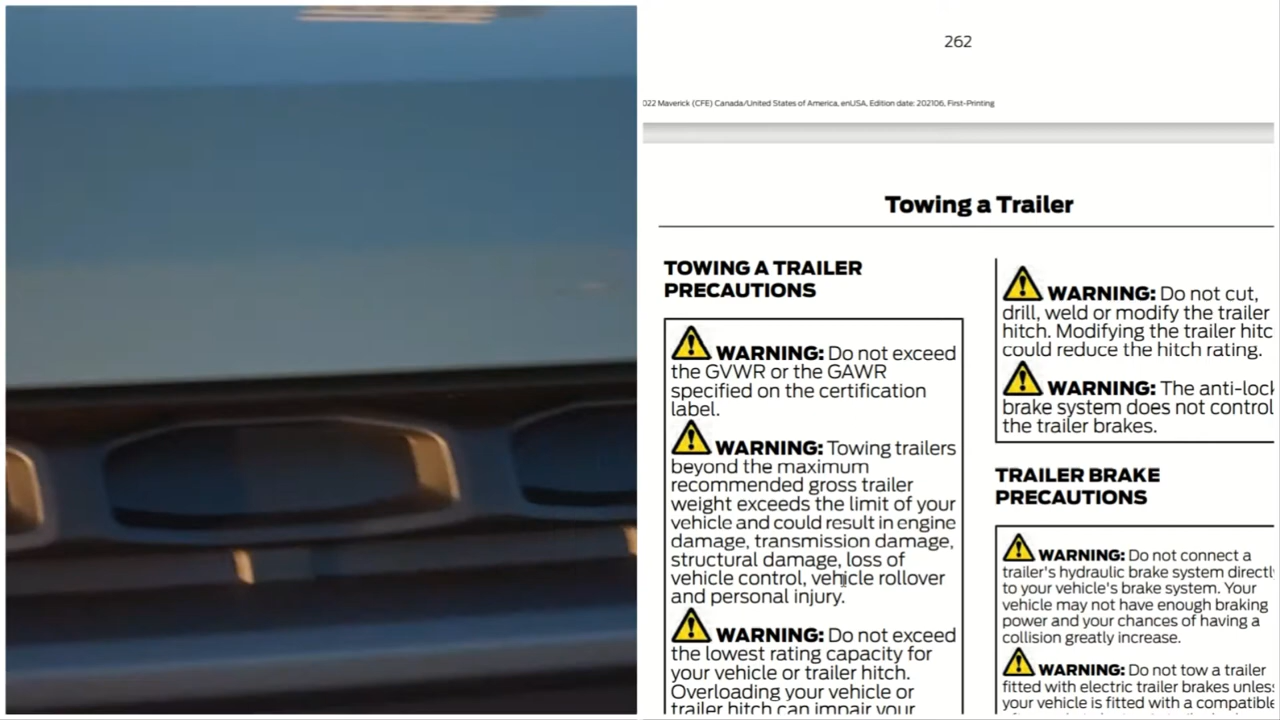 262
022 Maverick (CFE) Canada/United States of America, enUSA, Edition date: 202106, First-Printing
Towing a Trailer
TOWING A TRAILER
PRECAUTIONS
WARNING: Do not exceed
the GVWR or the GAWR
specified on the certification
label.
WARNING: Towing trailers
beyond the maximum
recommended gross trailer
weight exceeds the limit of your
vehicle and could result in engine
damage, transmission damage,
structural damage, loss of
vehicle control, vehicle rollover
and personal injury.
WARNING: Do not exceed
the lowest rating capacity for
your vehicle or trailer hitch.
Overloading your vehicle or
trailer hitch can impair your
WARNING: Do not cut,
drill, weld or modify the trailer
hitch. Modifying the trailer hitc
could reduce the hitch rating.
WARNING: The anti-lock
brake system does not control
the trailer brakes.
TRAILER BRAKE
PRECAUTIONS
WARNING: Do not connect a
trailer's hydraulic brake system directly
to your vehicle's brake system. Your
vehicle may not have enough braking
power and your chances of having a
collision greatly increase.
WARNING: Do not tow a trailer
fitted with electric trailer brakes unless
your vehicle is fitted with a compatible